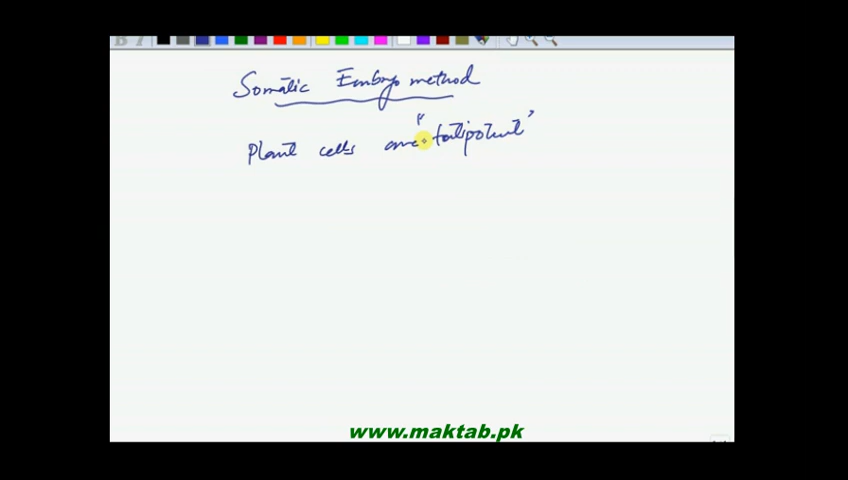 Somatic Embryo method
Plant cells are "totipotent"
www.maktab.pk